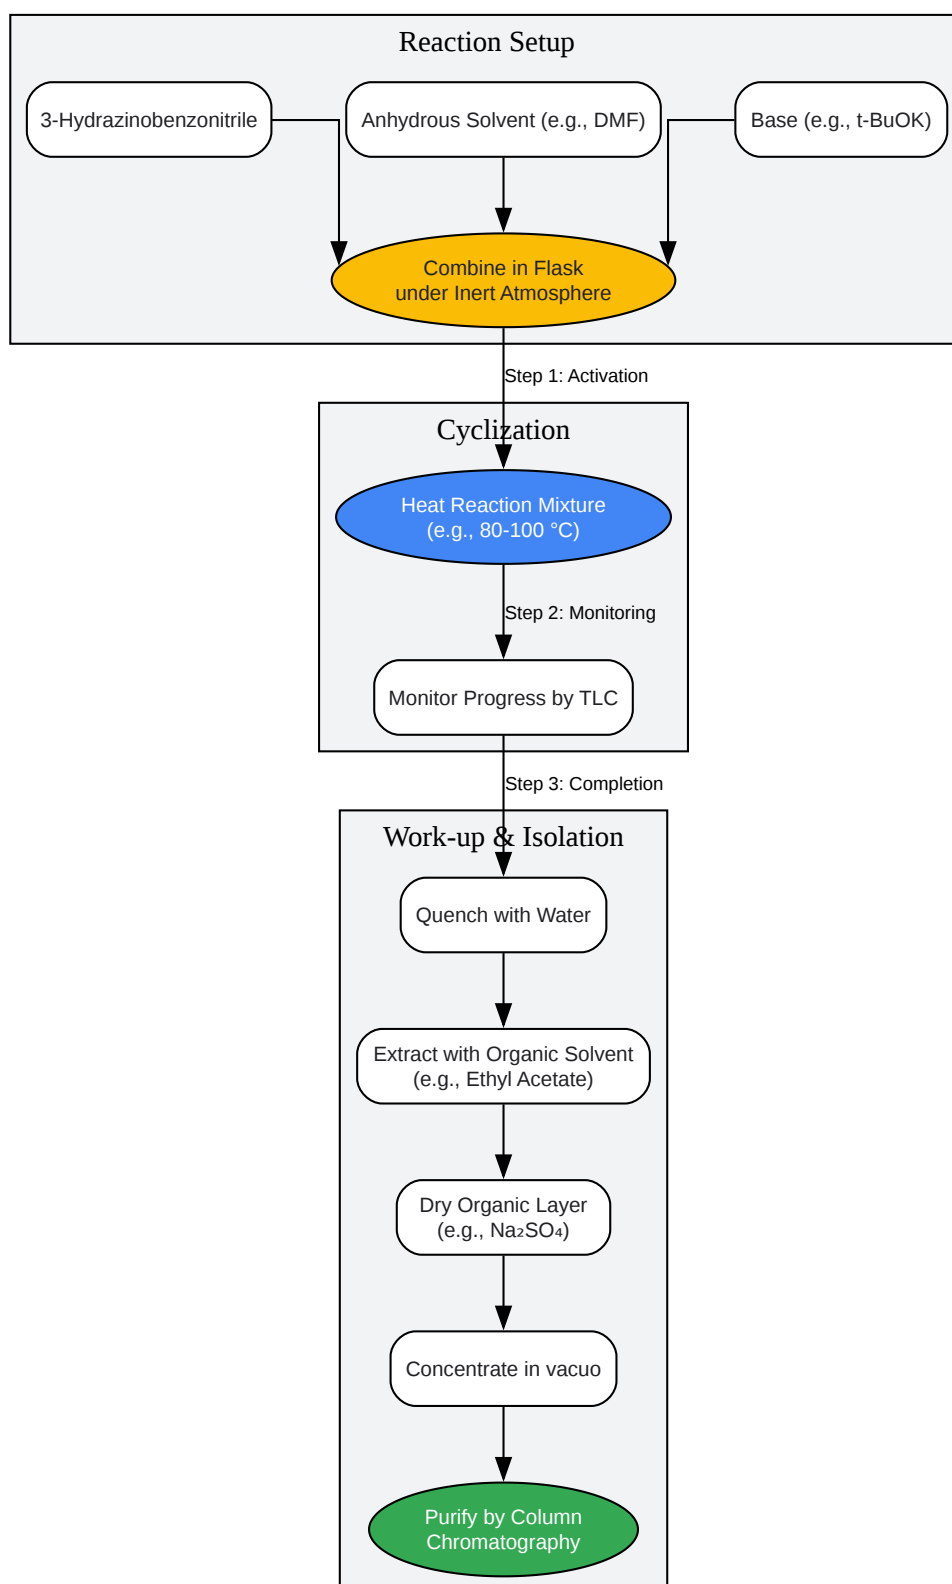 Reaction Setup
3-Hydrazinobenzonitrile
Anhydrous Solvent (e.g., DMF)
Base (e.g., t-BuOK)
Combine in Flask
under Inert Atmosphere
Step 1: Activation
Cyclization
Heat Reaction Mixture
(e.g., 80-100 °C)
Step 2: Monitoring
Monitor Progress by TLC
Step 3: Completion
Work-up & Isolation
Quench with Water
Extract with Organic Solvent
(e.g., Ethyl Acetate)
Dry Organic Layer
(e.g., Na₂SO₄)
Concentrate in vacuo
Purify by Column
Chromatography